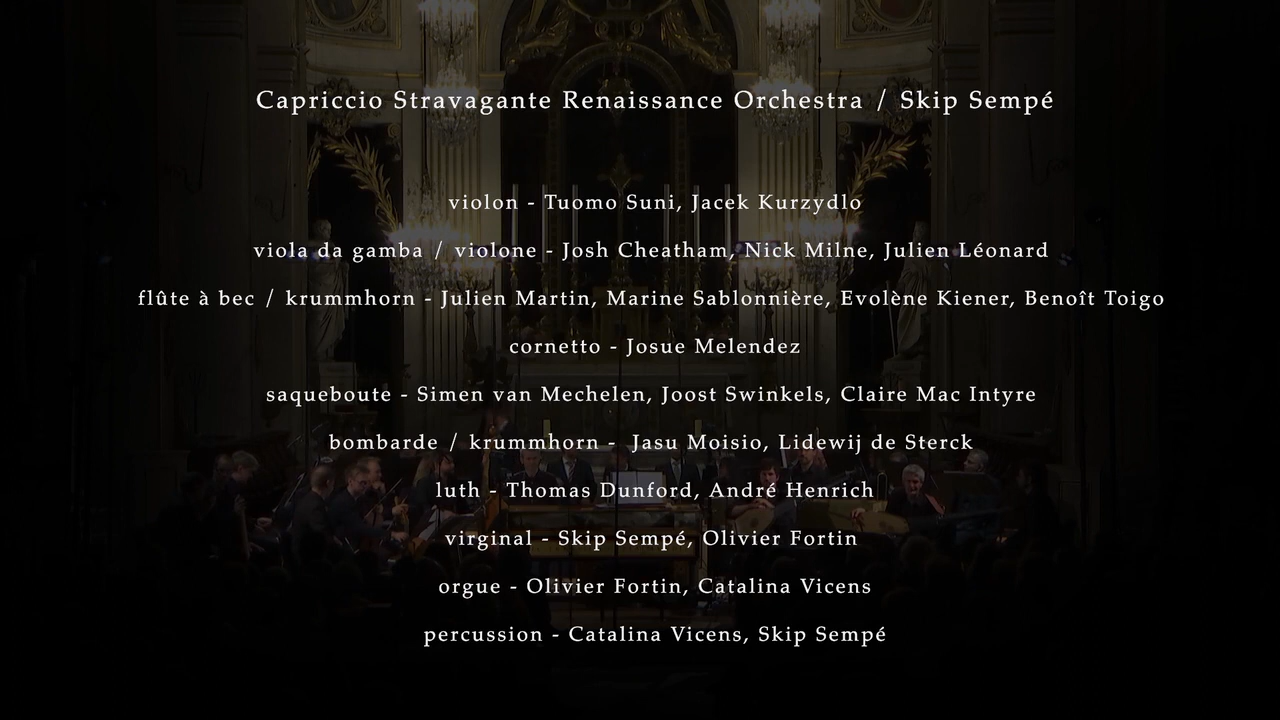 Capriccio Stravagante Renaissance Orchestra / Skip Sempé
violon - Tuomo Suni, Jacek Kurzydlo
viola da gamba / violone - Josh Cheatham, Nick Milne, Julien Léonard
flûte à bec / krummhorn - Julien Martin, Marine Sablonnière, Evolène Kiener, Benoît Toigo
cornetto - Josue Melendez
saqueboute - Simen van Mechelen, Joost Swinkels, Claire Mac Intyre
bombarde / krummhorn - Jasu Moisio, Lidewij de Sterck
luth - Thomas Dunford, André Henrich
virginal - Skip Sempé, Olivier Fortin
orgue - Olivier Fortin, Catalina Vicens
percussion - Catalina Vicens, Skip Sempé